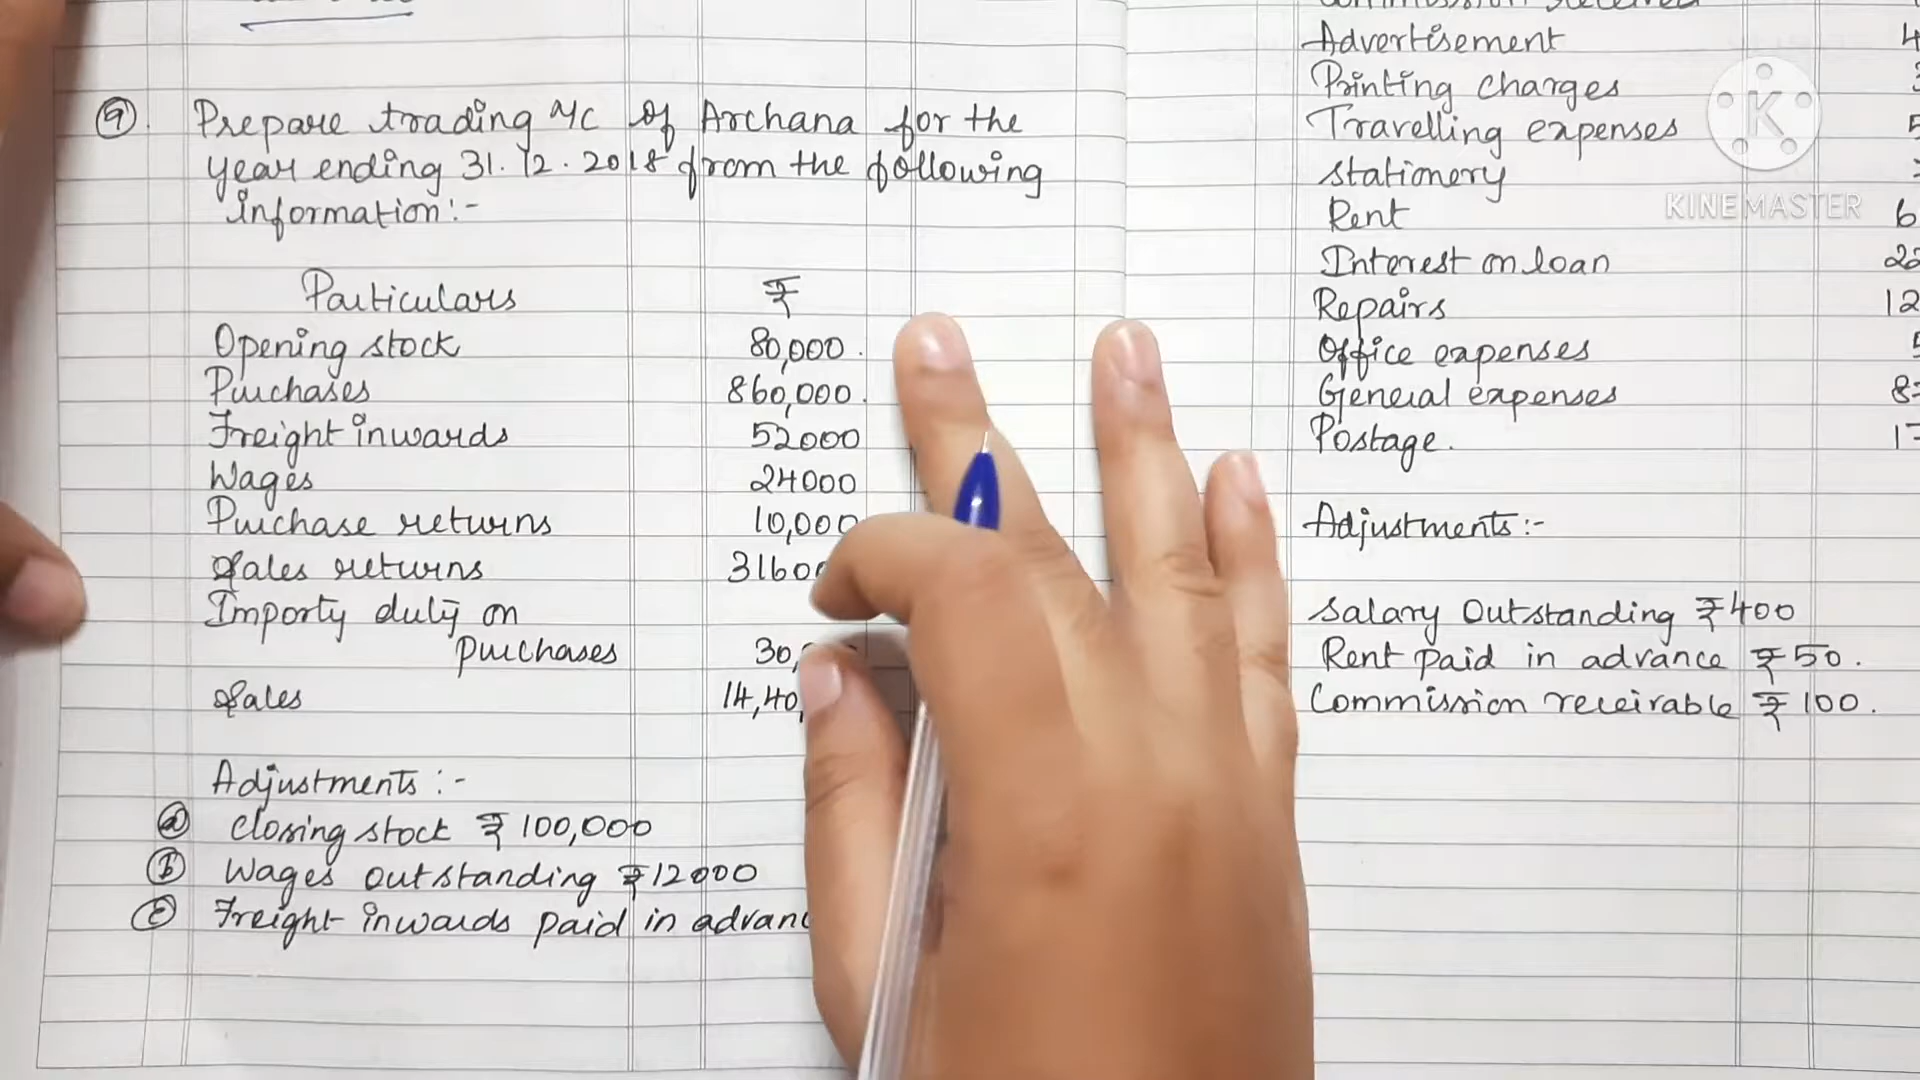 9. Prepare trading A/C of Archana for the
year ending 31.12.2018 from the following
information:-
Particulars ₹
Opening stock 80,000.
Purchases 860,000.
Freight inwards 52000
Wages 24000
Purchase returns 10,000
Sales returns
Importy duty on
purchases
Sales
Adjustments:-
a closing stock ₹ 100,000
b Wages outstanding ₹12000
c Freight inwards paid in
Advertisement
Printing charges
Travelling expenses
stationery
Rent
Interest on loan
Repairs
Office expenses
General expenses
Postage.
Adjustments:-
Salary Outstanding ₹400
Rent paid in advance ₹50.
Commission receivable ₹100.
KINEMASTER